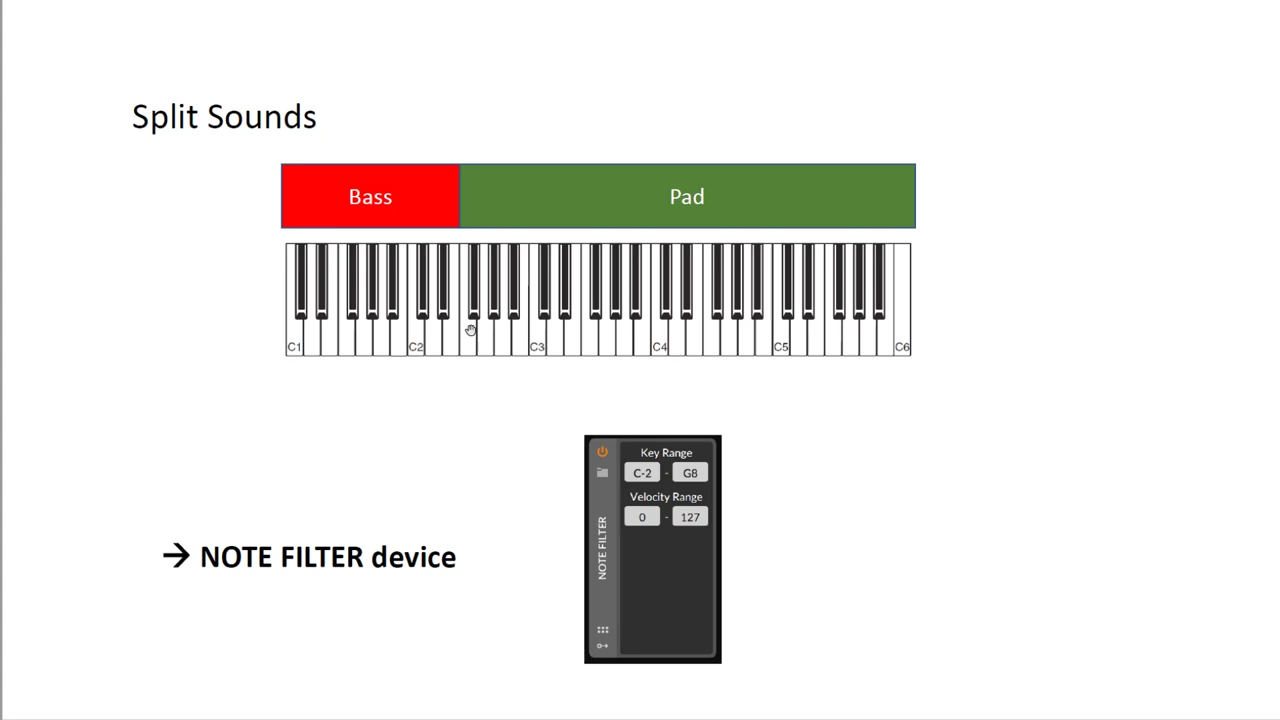 Split Sounds
Bass
Pad
C1
C2
C3
C4
C5
C6
→ NOTE FILTER device
NOTE FILTER
Key Range
C-2 - G8
Velocity Range
0 - 127